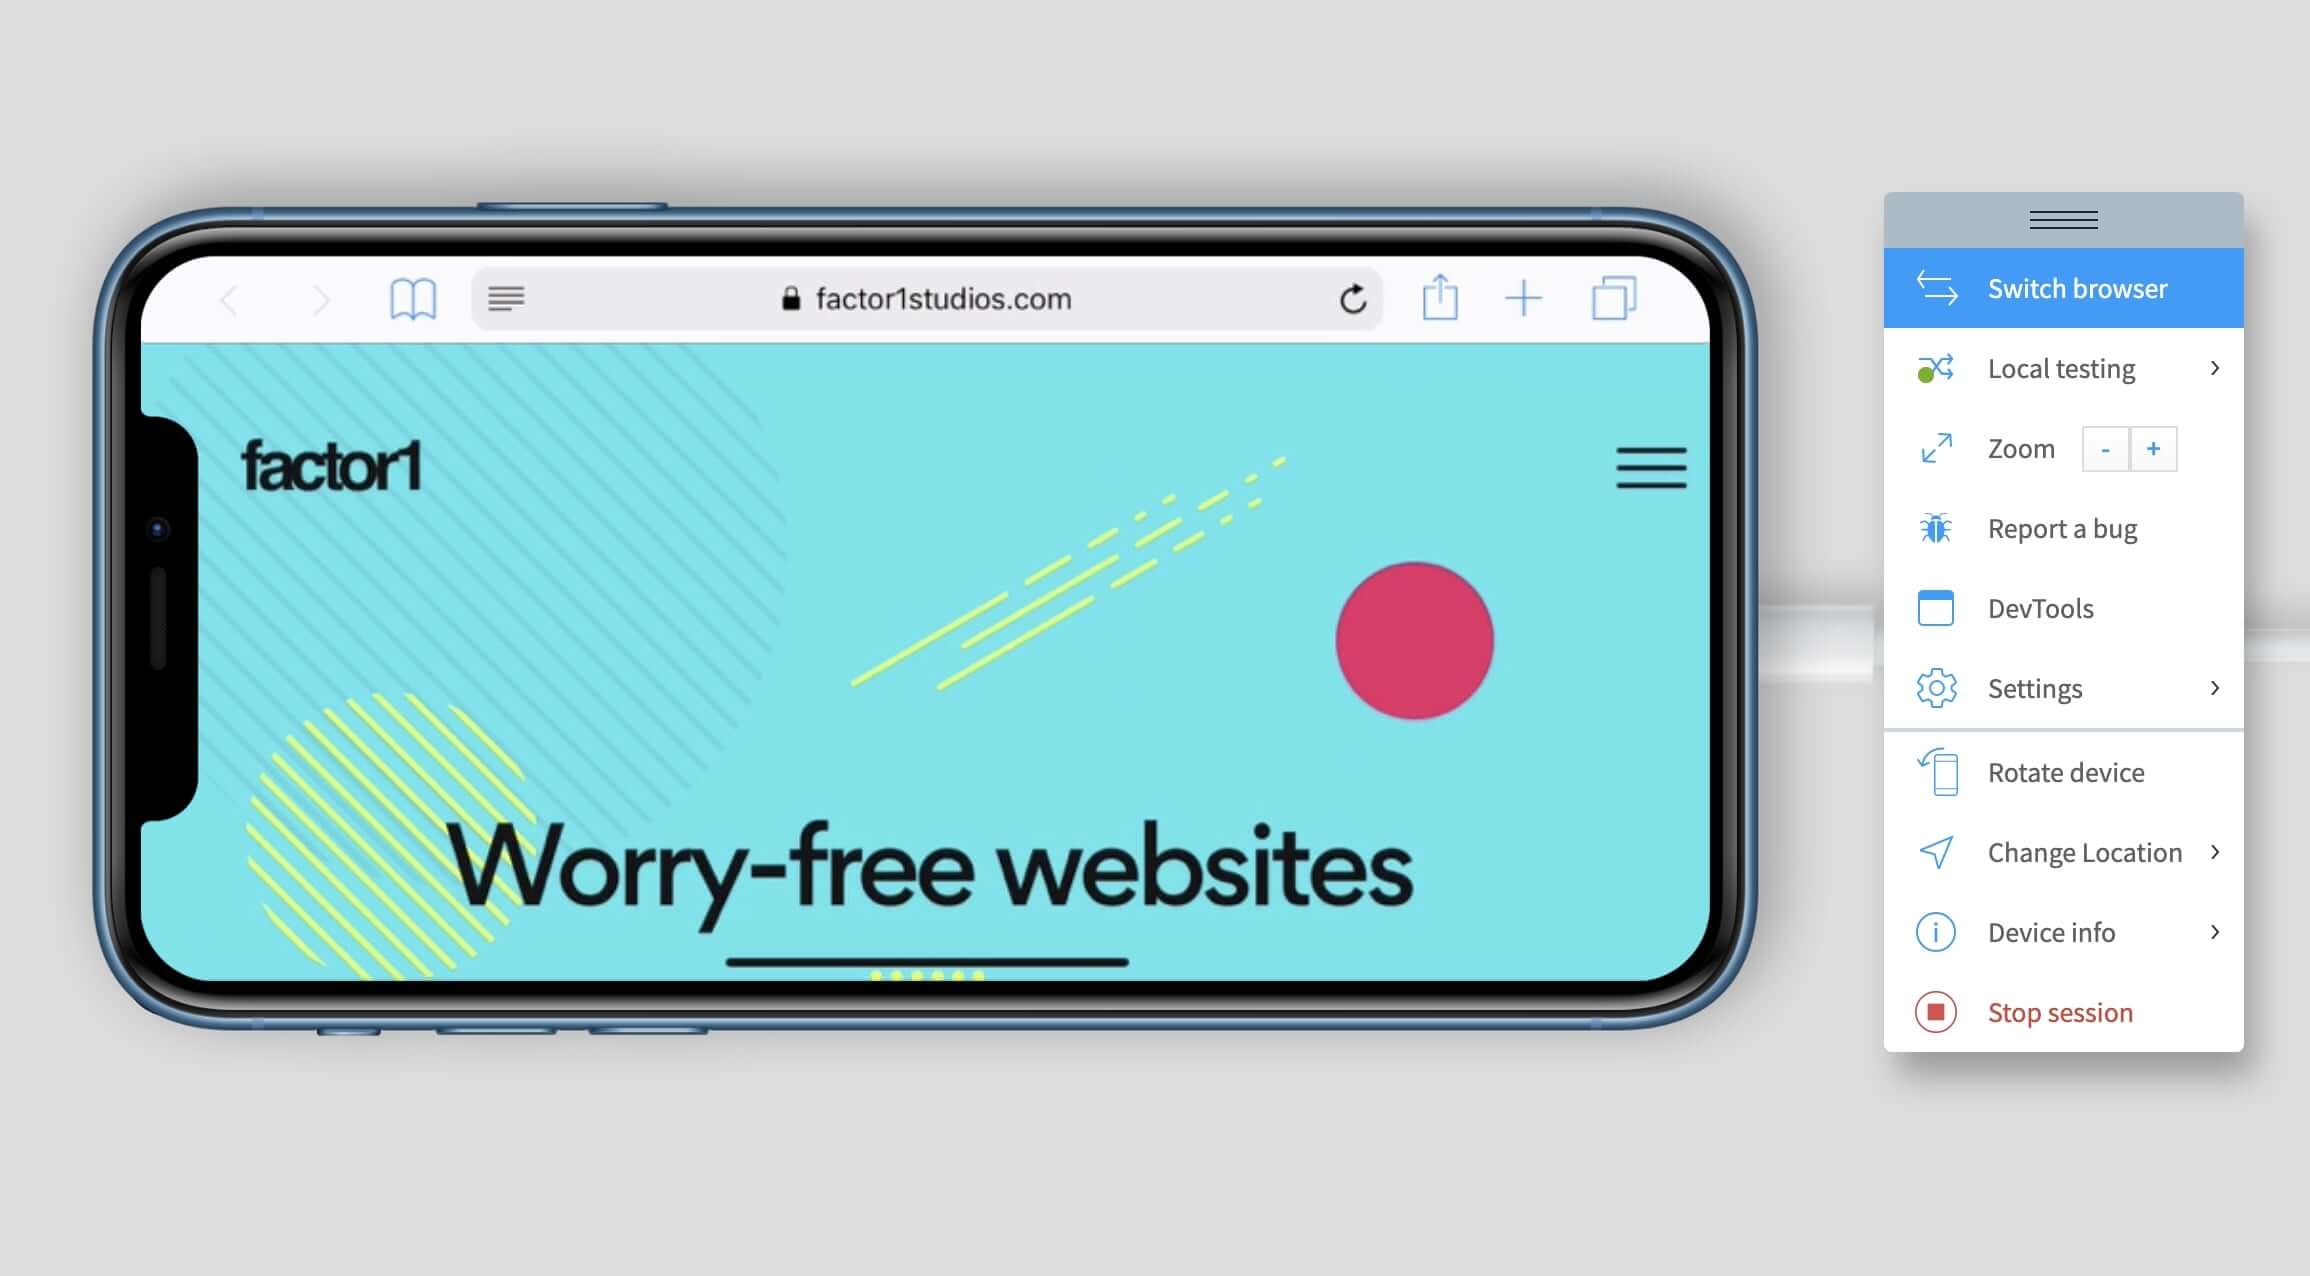 factor1studios.com
factor1
Worry-free websites
Switch browser
Local testing
Zoom - +
Report a bug
DevTools
Settings
Rotate device
Change Location
Device info
Stop session